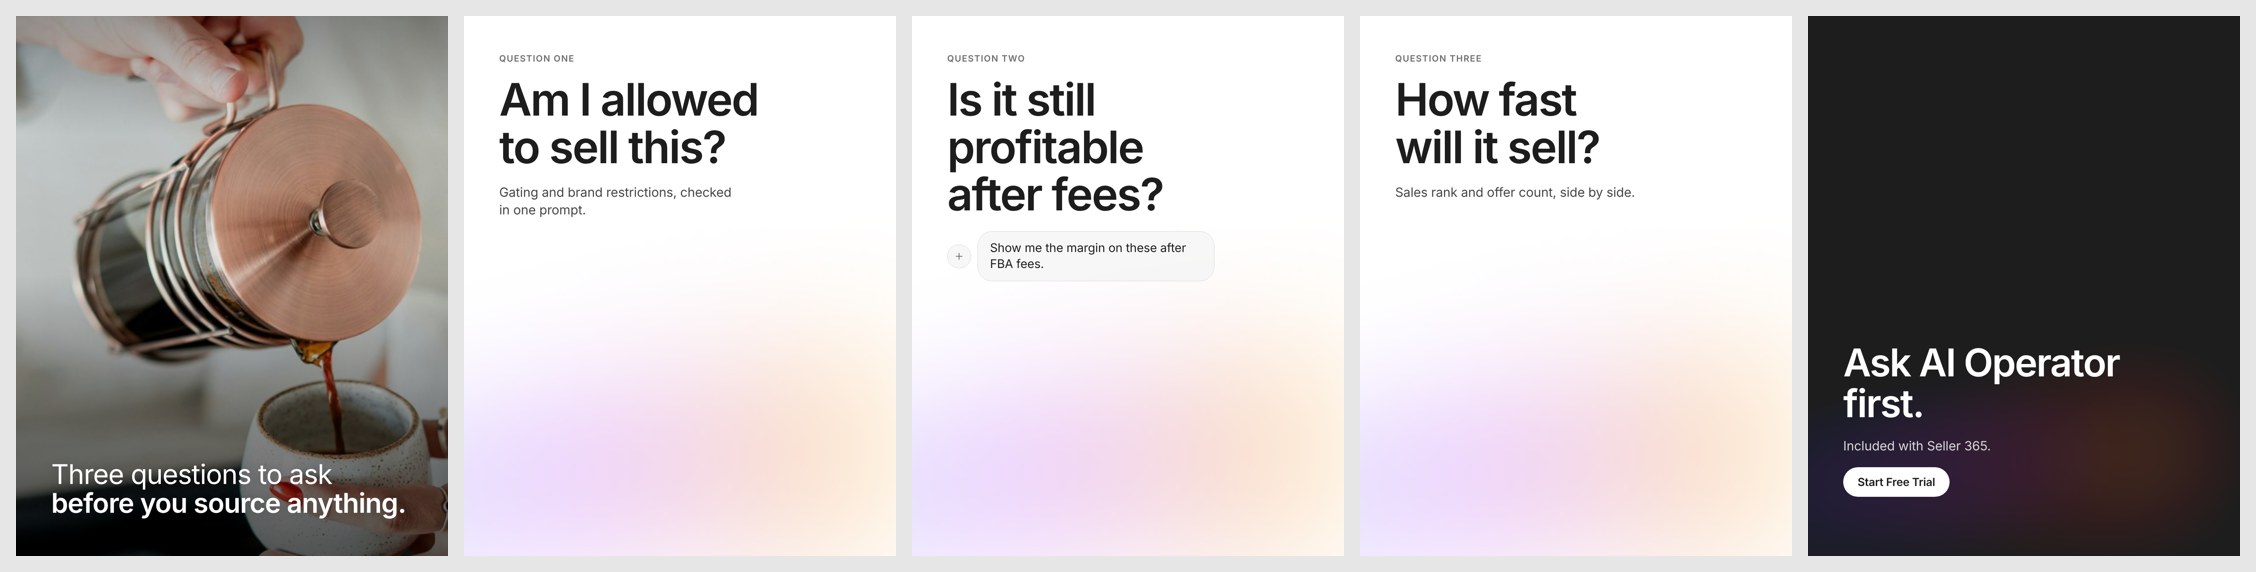 Three questions to ask
before you source anything.
QUESTION ONE
Am I allowed
to sell this?
Gating and brand restrictions, checked
in one prompt.
QUESTION TWO
Is it still
profitable
after fees?
+
Show me the margin on these after
FBA fees.
QUESTION THREE
How fast
will it sell?
Sales rank and offer count, side by side.
Ask AI Operator
first.
Included with Seller 365.
Start Free Trial